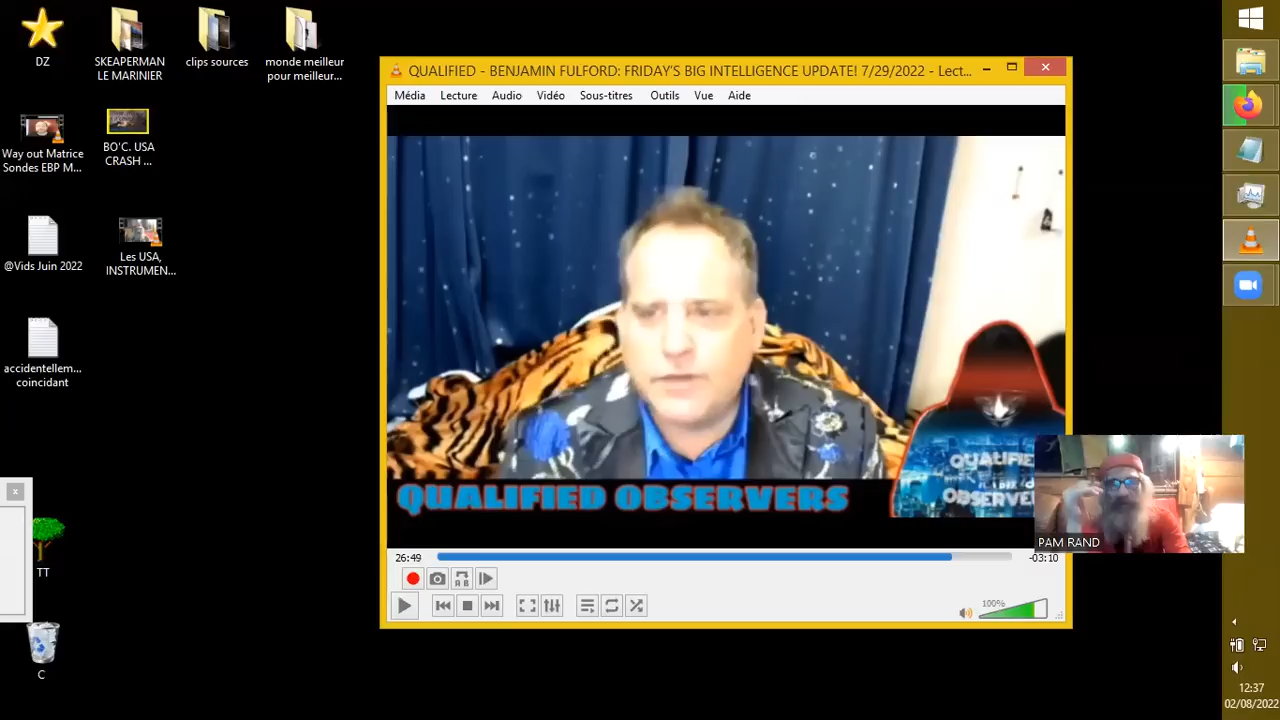 DZ
SKEAPERMAN
LE MARINIER
clips sources
monde meilleur
pour meilleur...
Way out Matrice
Sondes EBP M...
BO'C. USA
CRASH ...
@Vids Juin 2022
Les USA,
INSTRUMEN...
accidentellem...
coincidant
x
TT
C
QUALIFIED - BENJAMIN FULFORD: FRIDAY'S BIG INTELLIGENCE UPDATE! 7/29/2022 - Lect...
Média Lecture Audio Vidéo Sous-titres Outils Vue Aide
QUALIFIED OBSERVERS
OBSERVERS
PAM RAND
26:49
-03:10
A B
100%
12:37
02/08/2022